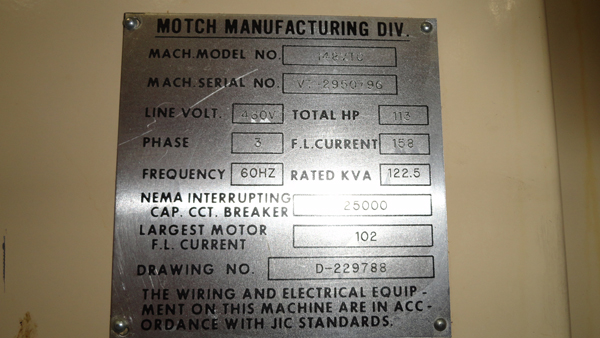 MOTCH MANUFACTURING DIV.
MACH. MODEL NO.
MACH. SERIAL NO.
LINE VOLT. 460V TOTAL HP 113
PHASE 3 F.L. CURRENT 158
FREQUENCY 60HZ RATED KVA 122.5
NEMA INTERRUPTING
CAP. CCT. BREAKER 25000
LARGEST MOTOR
F.L. CURRENT 102
DRAWING NO. D-229788
THE WIRING AND ELECTRICAL EQUIP-
MENT ON THIS MACHINE ARE IN ACC-
ORDANCE WITH JIC STANDARDS.